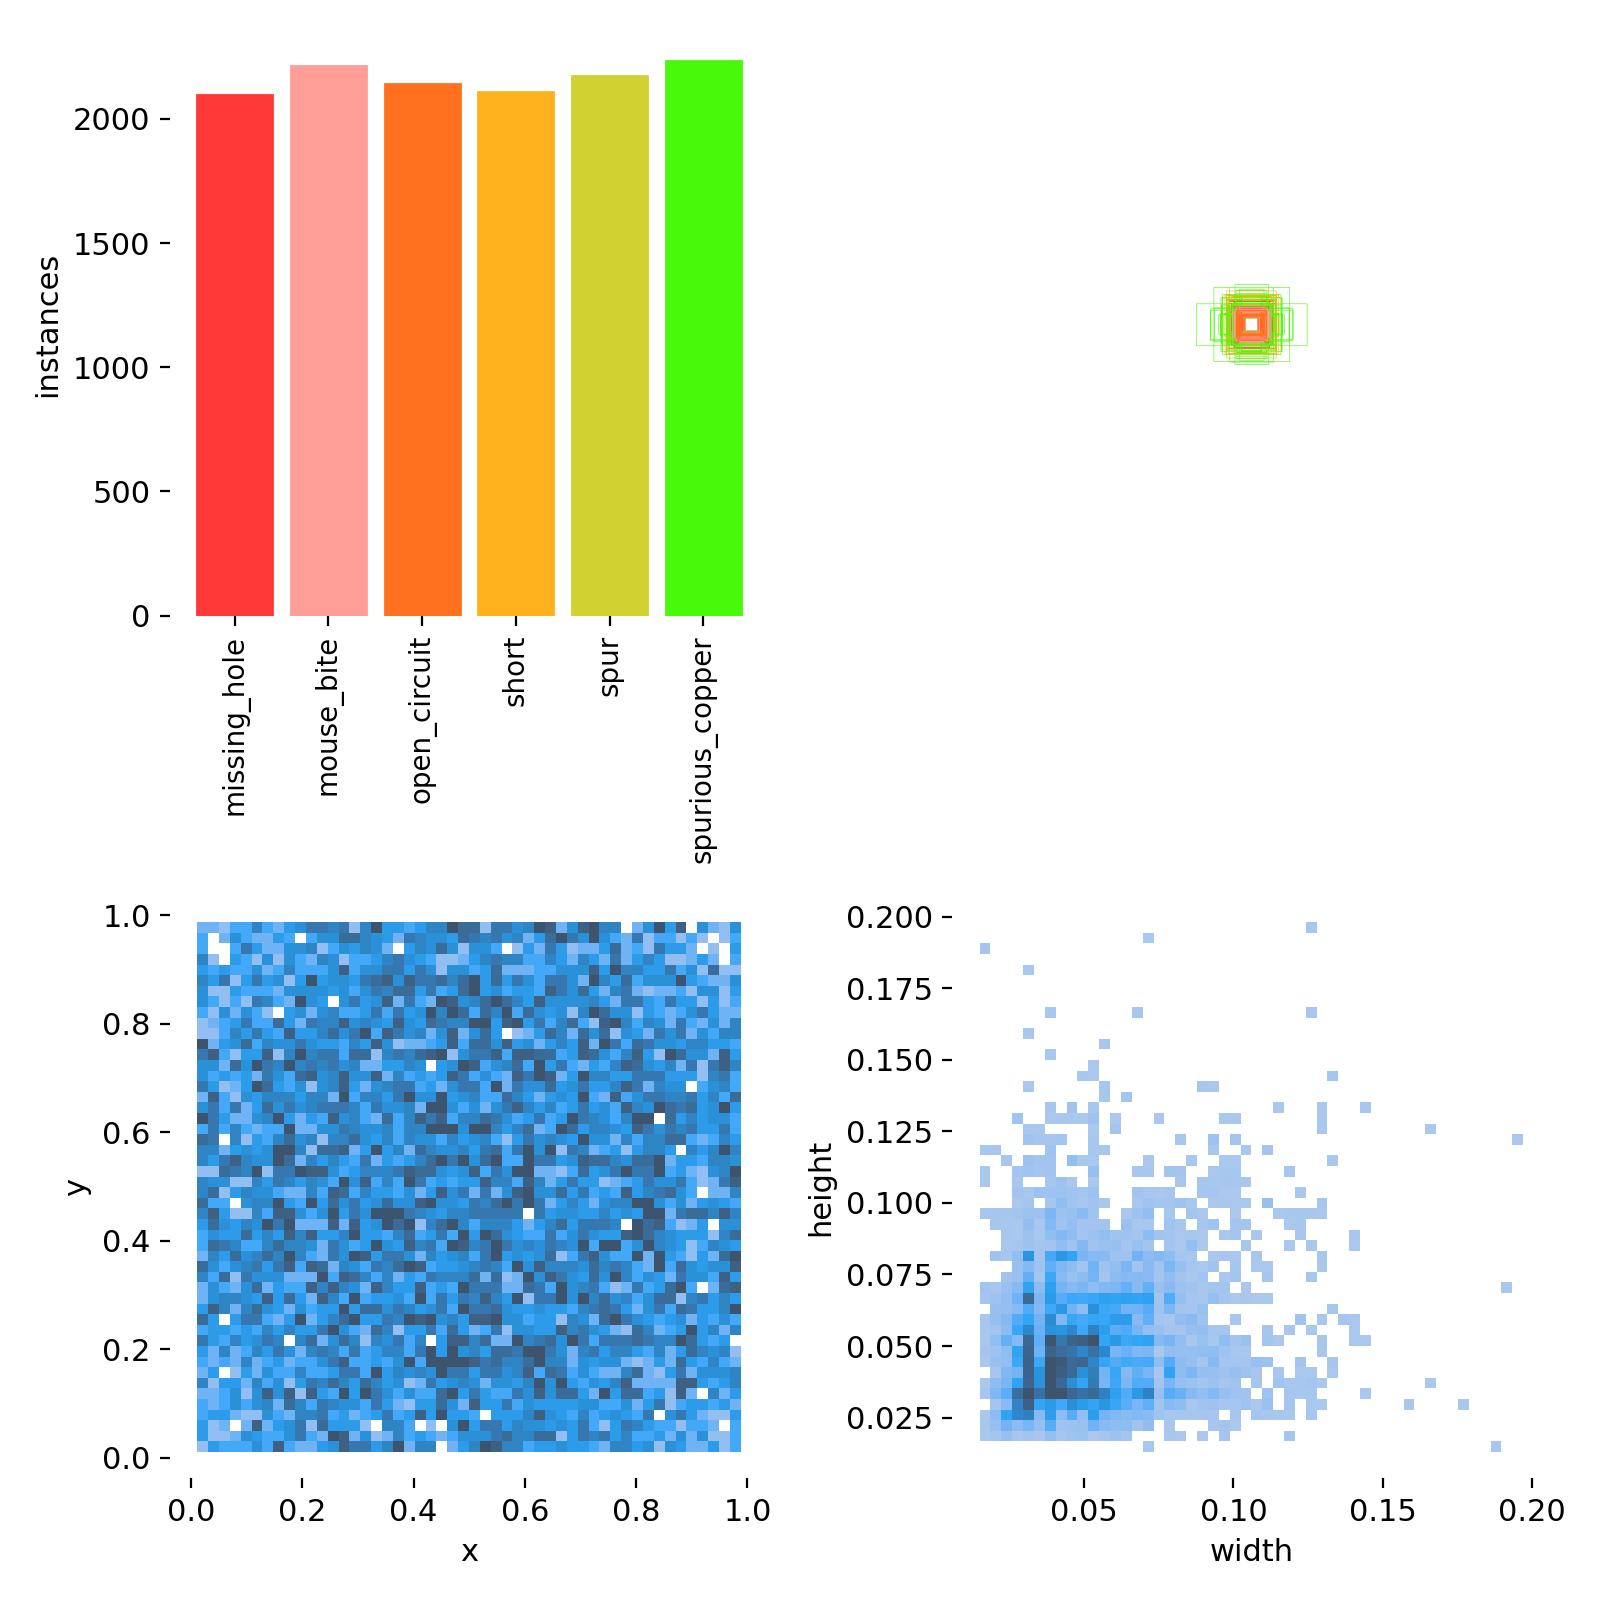 instances
2000
1500
1000
500
0
missing_hole
mouse_bite
open_circuit
short
spur
spurious_copper
y
1.0
0.8
0.6
0.4
0.2
0.0
0.0 0.2 0.4 0.6 0.8 1.0
x
height
0.200
0.175
0.150
0.125
0.100
0.075
0.050
0.025
0.05 0.10 0.15 0.20
width